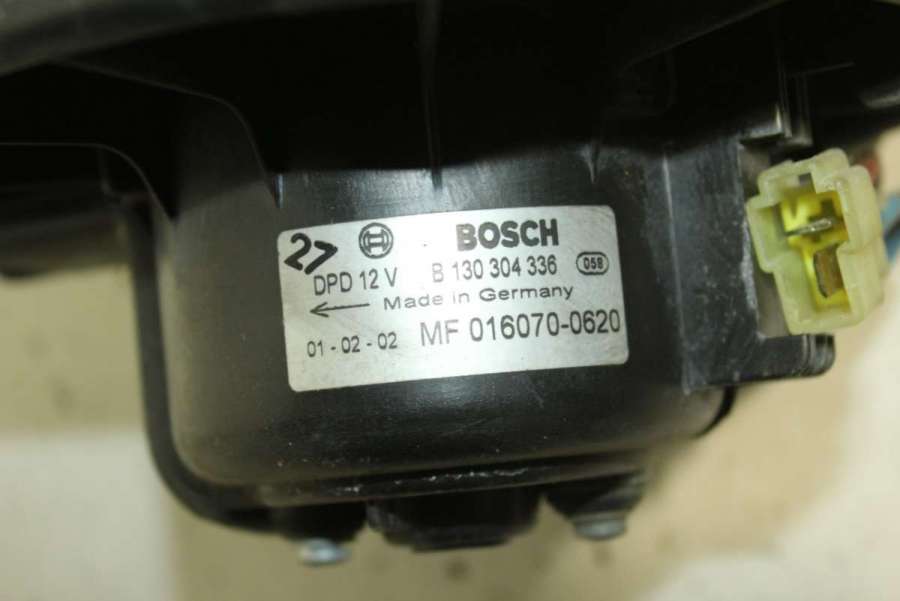 27 BOSCH
DPD 12 V B 130 304 336 058
Made in Germany
01 - 02 - 02 MF 016070-0620